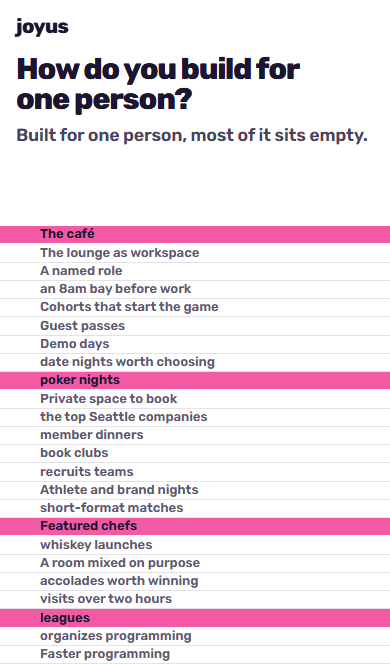 joyus
How do you build for
one person?
Built for one person, most of it sits empty.
The café
The lounge as workspace
A named role
an 8am bay before work
Cohorts that start the game
Guest passes
Demo days
date nights worth choosing
poker nights
Private space to book
the top Seattle companies
member dinners
book clubs
recruits teams
Athlete and brand nights
short-format matches
Featured chefs
whiskey launches
A room mixed on purpose
accolades worth winning
visits over two hours
leagues
organizes programming
Faster programming